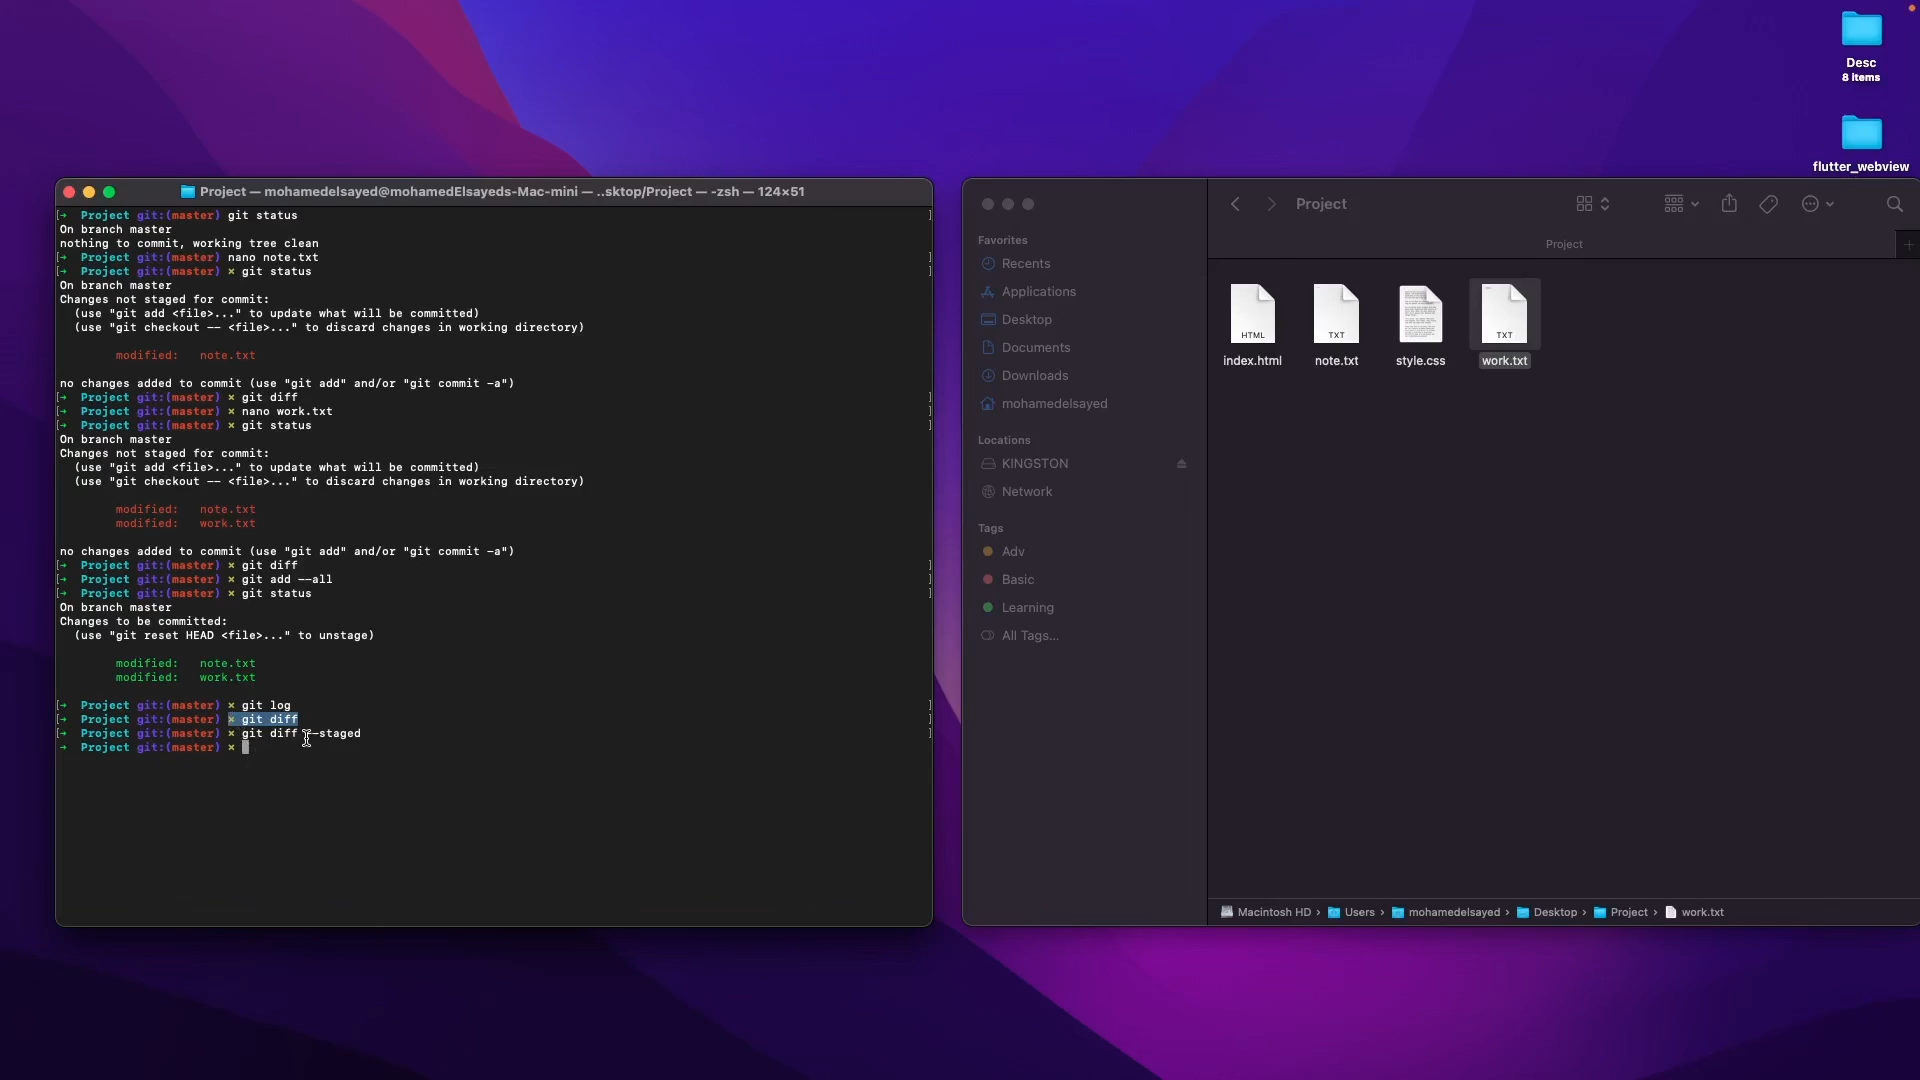 Desc
8 items
flutter_webview
Project — mohamedelsayed@mohamedElsayeds-Mac-mini — ..sktop/Project — -zsh — 124×51
[→ Project git:(master) git status ]
On branch master
nothing to commit, working tree clean
[→ Project git:(master) nano note.txt ]
[→ Project git:(master) × git status ]
On branch master
Changes not staged for commit:
(use "git add <file>..." to update what will be committed)
(use "git checkout -- <file>..." to discard changes in working directory)
modified: note.txt
no changes added to commit (use "git add" and/or "git commit -a")
[→ Project git:(master) × git diff ]
[→ Project git:(master) × nano work.txt ]
[→ Project git:(master) × git status ]
On branch master
Changes not staged for commit:
(use "git add <file>..." to update what will be committed)
(use "git checkout -- <file>..." to discard changes in working directory)
modified: note.txt
modified: work.txt
no changes added to commit (use "git add" and/or "git commit -a")
[→ Project git:(master) × git diff ]
[→ Project git:(master) × git add --all ]
[→ Project git:(master) × git status ]
On branch master
Changes to be committed:
(use "git reset HEAD <file>..." to unstage)
modified: note.txt
modified: work.txt
[→ Project git:(master) × git log ]
[→ Project git:(master) × git diff ]
[→ Project git:(master) × git diff --staged ]
→ Project git:(master) ×
Project
Project
Favorites
Recents
Applications
Desktop
Documents
Downloads
mohamedelsayed
Locations
KINGSTON
Network
Tags
Adv
Basic
Learning
All Tags...
HTML
TXT
TXT
index.html
note.txt
style.css
work.txt
Macintosh HD › Users › mohamedelsayed › Desktop › Project › work.txt